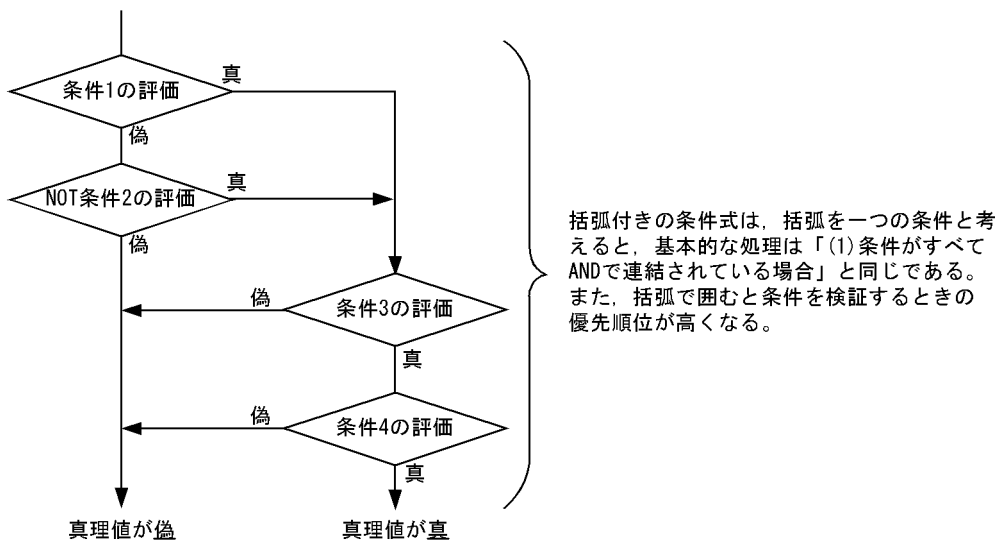 条件1の評価
真
偽
NOT条件2の評価
真
偽
条件3の評価
偽
真
条件4の評価
偽
真
真理値が偽
真理値が真
括弧付きの条件式は，括弧を一つの条件と考
えると，基本的な処理は「(1)条件がすべて
ANDで連結されている場合」と同じである。
また，括弧で囲むと条件を検証するときの
優先順位が高くなる。